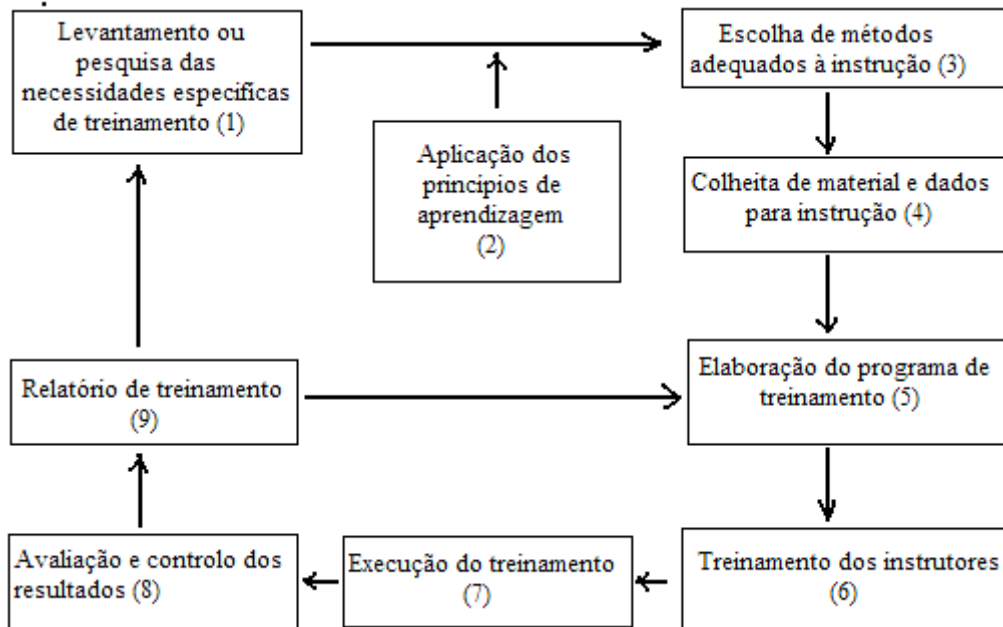 Levantamento ou
pesquisa das
necessidades especificas
de treinamento (1)
Aplicação dos
principios de
aprendizagem
(2)
Escolha de métodos
adequados à instrução (3)
Colheita de material e dados
para instrução (4)
Elaboração do programa de
treinamento (5)
Treinamento dos instrutores
(6)
Execução do treinamento
(7)
Avaliação e controlo dos
resultados (8)
Relatório de treinamento
(9)